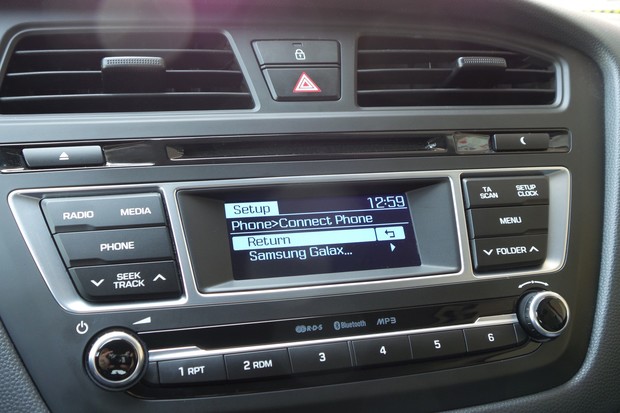 RADIO MEDIA
PHONE
SEEK
TRACK
Setup 12:59
Phone>Connect Phone
Return
Samsung Galax...
TA
SCAN
SETUP
CLOCK
MENU
FOLDER
R·D·S Bluetooth MP3
1 RPT 2 RDM 3 4 5 6